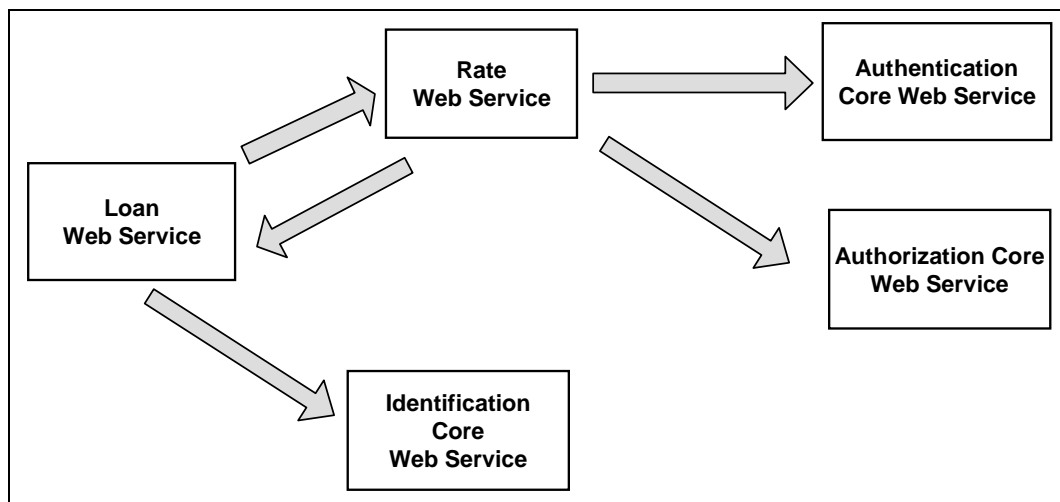 Rate
Web Service
Authentication
Core Web Service
Loan
Web Service
Authorization Core
Web Service
Identification
Core
Web Service